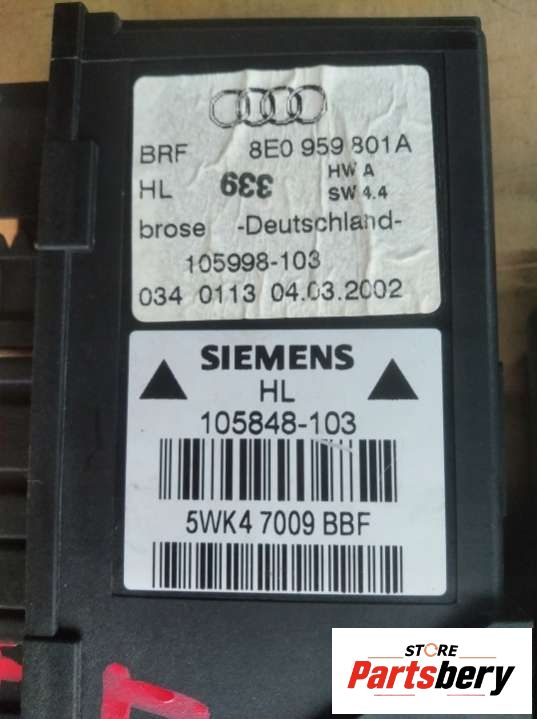 BRF 8E0 959 801A
HL 339 HW A
SW 4.4
brose -Deutschland-
105998-103
034 0113 04.03.2002
SIEMENS
HL
105848-103
5WK4 7009 BBF
STORE
Partsbery